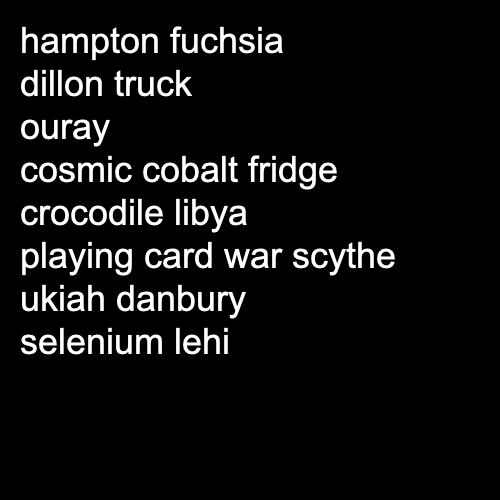 hampton fuchsia
dillon truck
ouray
cosmic cobalt fridge
crocodile libya
playing card war scythe
ukiah danbury
selenium lehi